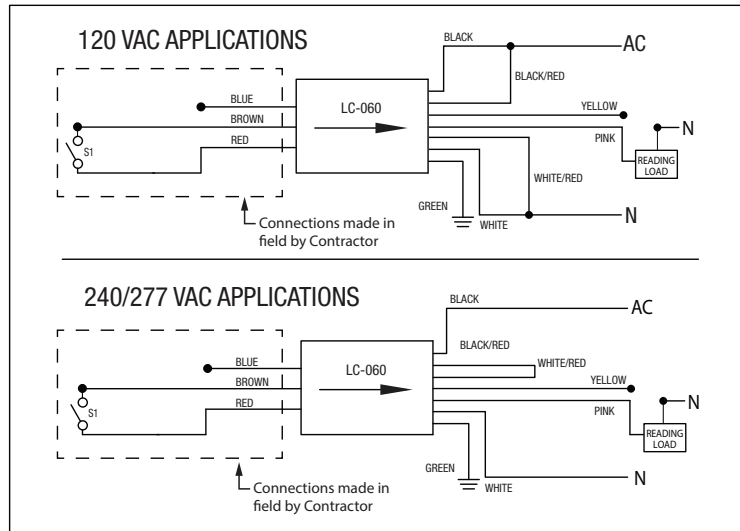 120 VAC APPLICATIONS
BLACK
AC
BLACK/RED
BLUE
LC-060
YELLOW
BROWN
N
PINK
S1
RED
READING
LOAD
WHITE/RED
GREEN
WHITE
N
Connections made in
field by Contractor
240/277 VAC APPLICATIONS
BLACK
AC
BLACK/RED
WHITE/RED
BLUE
LC-060
YELLOW
BROWN
N
PINK
S1
RED
READING
LOAD
GREEN
WHITE
N
Connections made in
field by Contractor